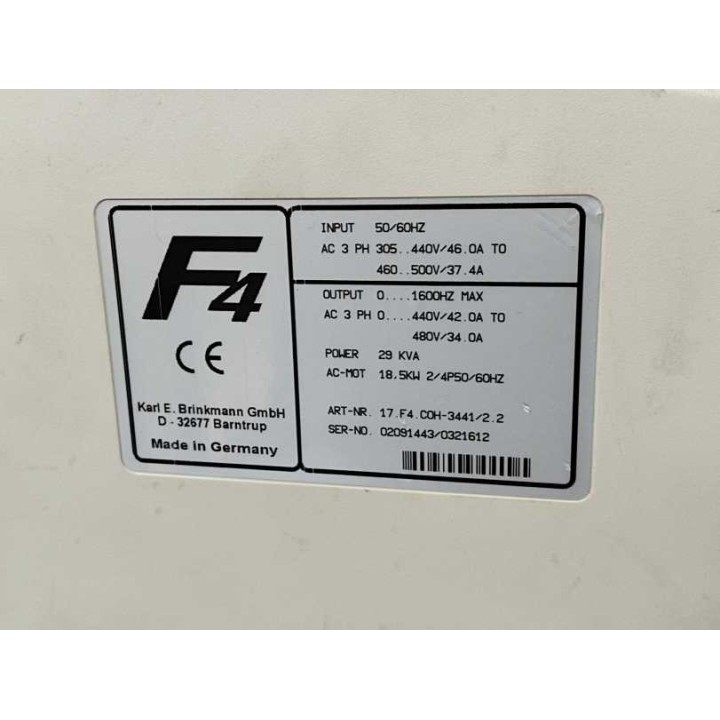 F4
CE
Karl E. Brinkmann GmbH
D - 32677 Barntrup
Made in Germany
INPUT 50/60HZ
AC 3 PH 305..440V/46.0A TO
460..500V/37.4A
OUTPUT 0....1600HZ MAX
AC 3 PH 0....440V/42.0A TO
480V/34.0A
POWER 29 KVA
AC-MOT 18,5KW 2/4P50/60HZ
ART-NR. 17.F4.C0H-3441/2.2
SER-NO. 02091443/0321612